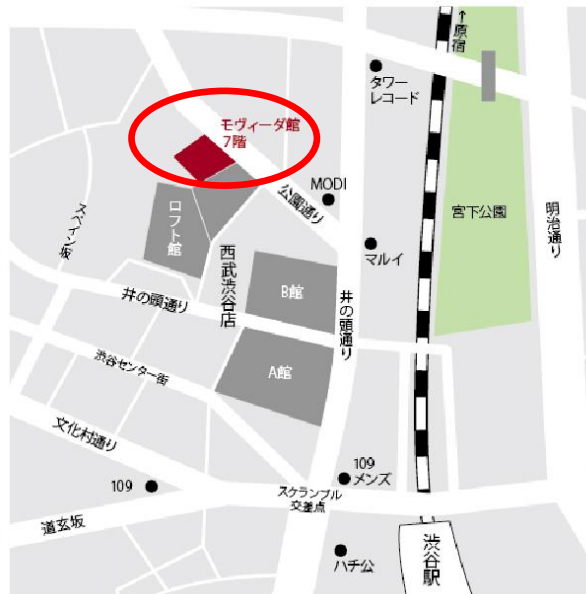 ↑原宿
タワー
レコード
モヴィーダ館
7階
MODI
公園通り
宮下公園
明治通り
スペイン坂
ロフト館
西武渋谷店
マルイ
B館
井の頭通り
井の頭通り
渋谷センター街
A館
文化村通り
109
109
メンズ
スクランブル
交差点
道玄坂
ハチ公
渋谷駅